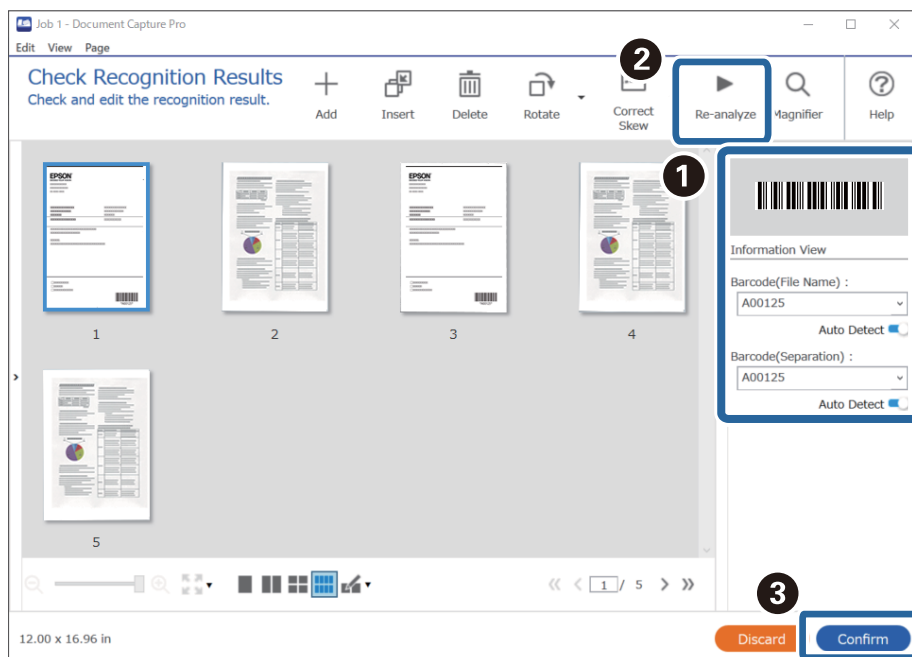 Job 1 - Document Capture Pro
Edit View Page
Check Recognition Results
Check and edit the recognition result.
Add
Insert
Delete
Rotate
Correct
Skew
2
Re-analyze
Magnifier
Help
1
EPSON
EPSON
1
2
3
4
5
Information View
Barcode(File Name) :
A00125
Auto Detect
Barcode(Separation) :
A00125
Auto Detect
1 / 5
3
12.00 x 16.96 in
Discard
Confirm